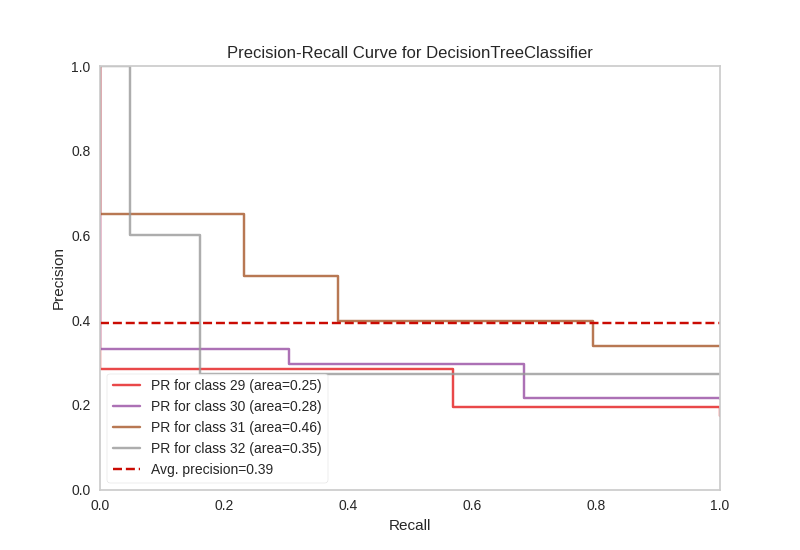 Precision-Recall Curve for DecisionTreeClassifier
1.0
0.8
0.6
0.4
0.2
0.0
Precision
PR for class 29 (area=0.25)
PR for class 30 (area=0.28)
PR for class 31 (area=0.46)
PR for class 32 (area=0.35)
Avg. precision=0.39
0.0 0.2 0.4 0.6 0.8 1.0
Recall